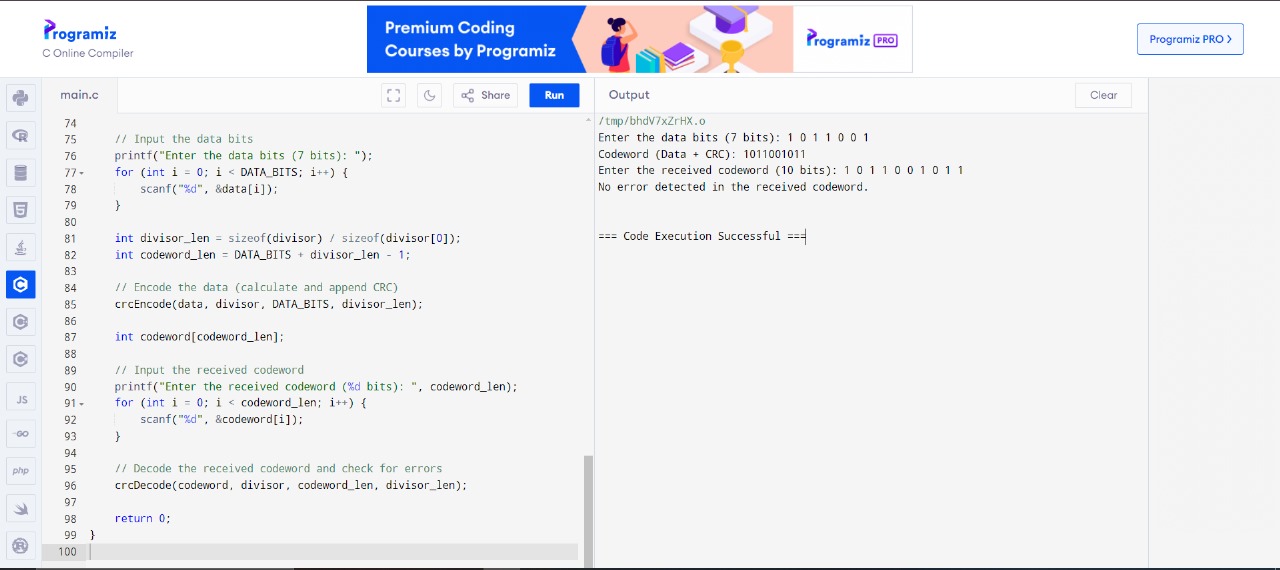 Programiz
C Online Compiler
Premium Coding
Courses by Programiz
Programiz PRO
Programiz PRO >
main.c
Share
Run
Output
Clear
74
75 // Input the data bits
76 printf("Enter the data bits (7 bits): ");
77 for (int i = 0; i < DATA_BITS; i++) {
78 scanf("%d", &data[i]);
79 }
80
81 int divisor_len = sizeof(divisor) / sizeof(divisor[0]);
82 int codeword_len = DATA_BITS + divisor_len - 1;
83
84 // Encode the data (calculate and append CRC)
85 crcEncode(data, divisor, DATA_BITS, divisor_len);
86
87 int codeword[codeword_len];
88
89 // Input the received codeword
90 printf("Enter the received codeword (%d bits): ", codeword_len);
91 for (int i = 0; i < codeword_len; i++) {
92 scanf("%d", &codeword[i]);
93 }
94
95 // Decode the received codeword and check for errors
96 crcDecode(codeword, divisor, codeword_len, divisor_len);
97
98 return 0;
99 }
100
/tmp/bhdV7xZrHX.o
Enter the data bits (7 bits): 1 0 1 1 0 0 1
Codeword (Data + CRC): 1011001011
Enter the received codeword (10 bits): 1 0 1 1 0 0 1 0 1 1
No error detected in the received codeword.
=== Code Execution Successful ===
R
5
C
C
C
JS
GO
php
R